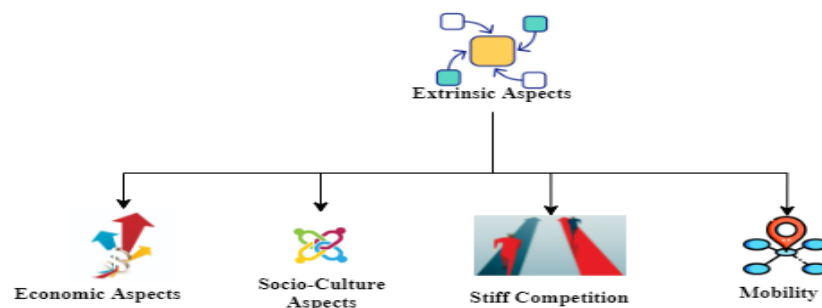 Extrinsic Aspects
Economic Aspects
Socio-Culture
Aspects
Stiff Competition
Mobility